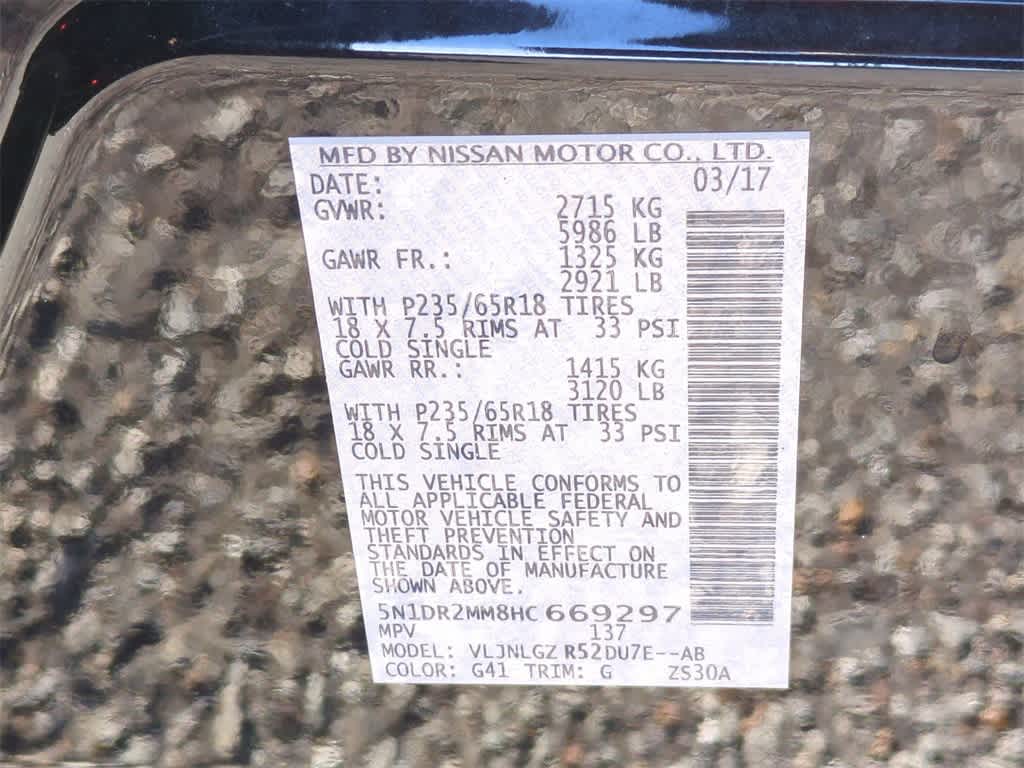 MFD BY NISSAN MOTOR CO., LTD.
DATE: 03/17
GVWR: 2715 KG
5986 LB
GAWR FR.: 1325 KG
2921 LB
WITH P235/65R18 TIRES
18 X 7.5 RIMS AT 33 PSI
COLD SINGLE
GAWR RR.: 1415 KG
3120 LB
WITH P235/65R18 TIRES
18 X 7.5 RIMS AT 33 PSI
COLD SINGLE
THIS VEHICLE CONFORMS TO
ALL APPLICABLE FEDERAL
MOTOR VEHICLE SAFETY AND
THEFT PREVENTION
STANDARDS IN EFFECT ON
THE DATE OF MANUFACTURE
SHOWN ABOVE.
5N1DR2MM8HC 669297
MPV 137
MODEL: VLJNLGZ R52DU7E--AB
COLOR: G41 TRIM: G ZS30A